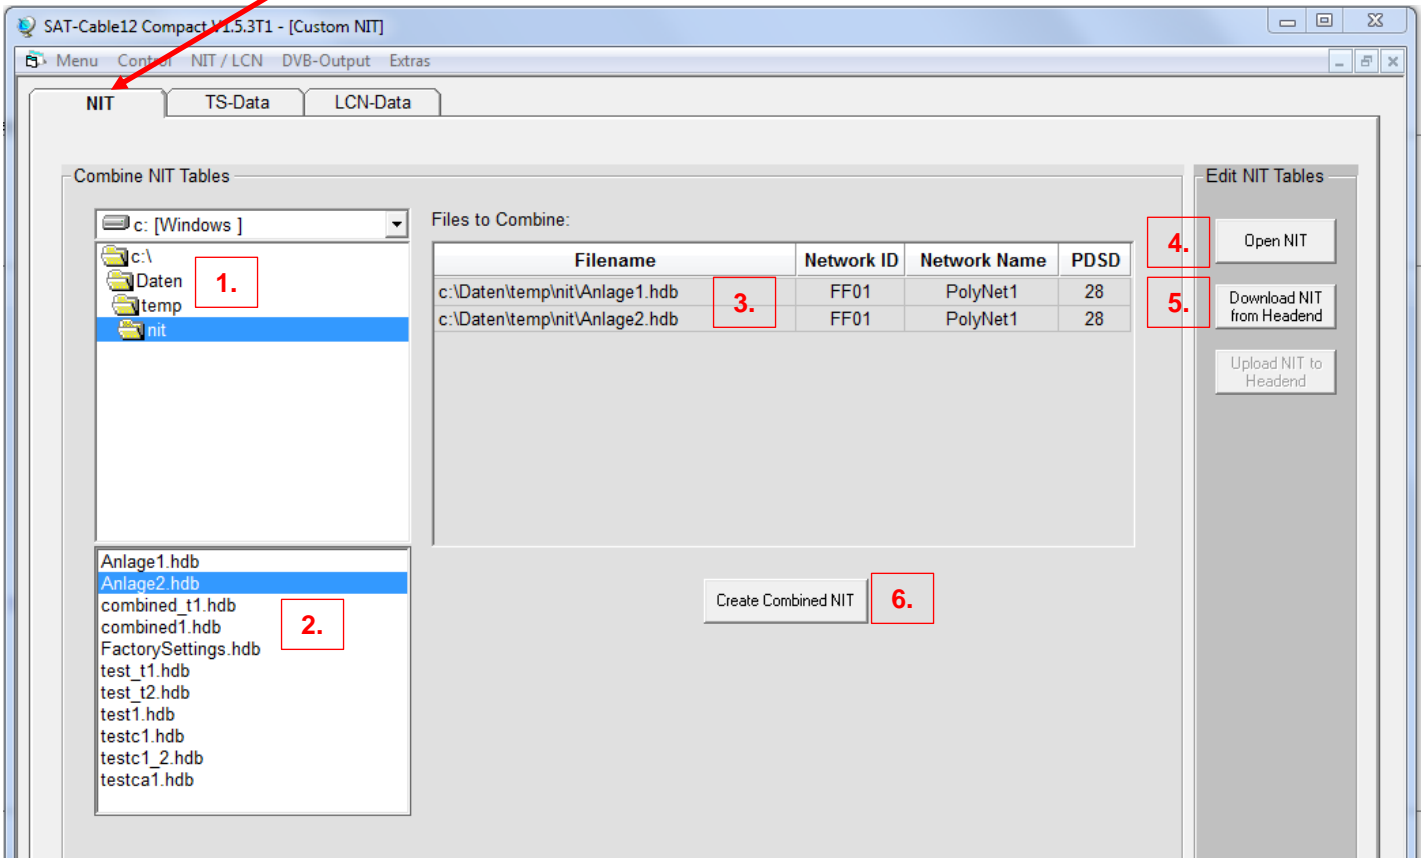 SAT-Cable12 Compact V1.5.3T1 - [Custom NIT]
Menu Control NIT / LCN DVB-Output Extras
NIT TS-Data LCN-Data
Combine NIT Tables
Edit NIT Tables
c: [Windows ]
c:\
Daten
temp
nit
1.
Files to Combine:
Filename Network ID Network Name PDSD
c:\Daten\temp\nit\Anlage1.hdb FF01 PolyNet1 28
c:\Daten\temp\nit\Anlage2.hdb FF01 PolyNet1 28
3.
4.
Open NIT
5.
Download NIT
from Headend
Upload NIT to
Headend
Anlage1.hdb
Anlage2.hdb
combined_t1.hdb
combined1.hdb
FactorySettings.hdb
test_t1.hdb
test_t2.hdb
test1.hdb
testc1.hdb
testc1_2.hdb
testca1.hdb
2.
Create Combined NIT
6.